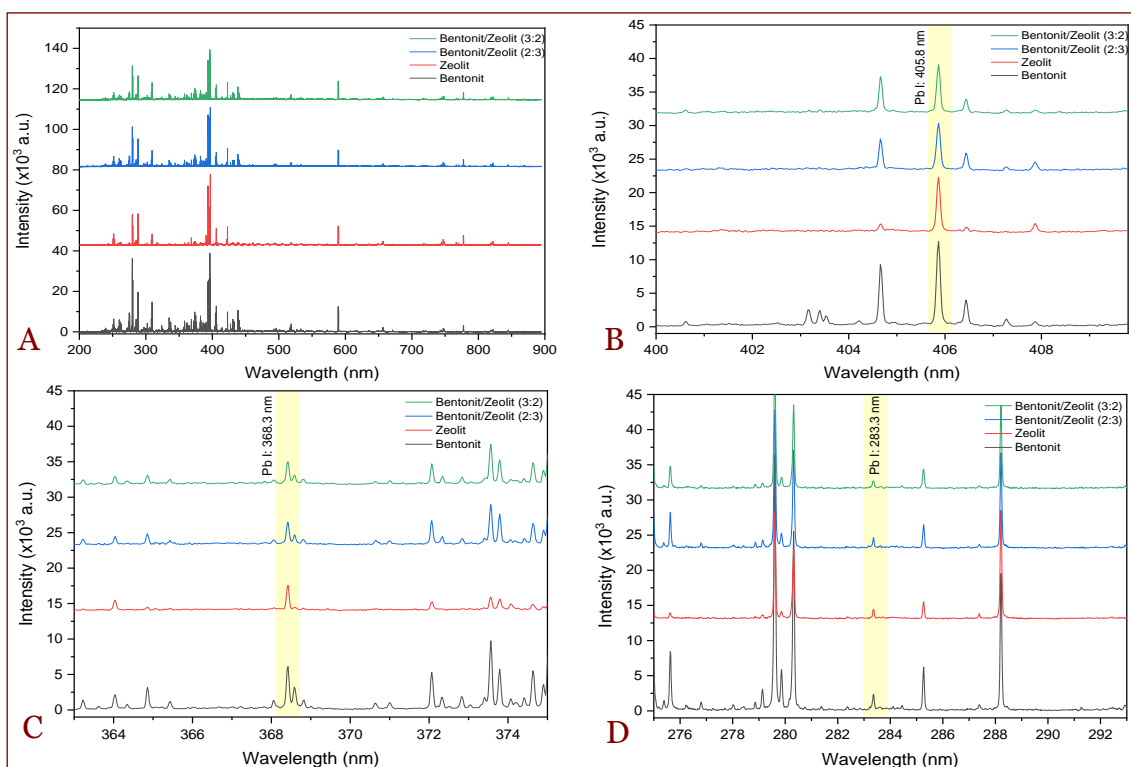 Bentonit/Zeolit (3:2)
Bentonit/Zeolit (2:3)
Zeolit
Bentonit
140
120
100
80
60
40
20
0
Intensity (x10³ a.u.)
200 300 400 500 600 700 800 900
Wavelength (nm)
A
Bentonit/Zeolit (3:2)
Bentonit/Zeolit (2:3)
Zeolit
Bentonit
Pb I: 405.8 nm
45
40
35
30
25
20
15
10
5
0
Intensity (x10³ a.u.)
400 402 404 406 408
Wavelength (nm)
B
Bentonit/Zeolit (3:2)
Bentonit/Zeolit (2:3)
Zeolit
Bentonit
Pb I: 368.3 nm
45
40
35
30
25
20
15
10
5
0
Intensity (x10³ a.u.)
364 366 368 370 372 374
Wavelength (nm)
C
Bentonit/Zeolit (3:2)
Bentonit/Zeolit (2:3)
Zeolit
Bentonit
Pb I: 283.3 nm
45
40
35
30
25
20
15
10
5
0
Intensity (x10³ a.u.)
276 278 280 282 284 286 288 290 292
Wavelength (nm)
D